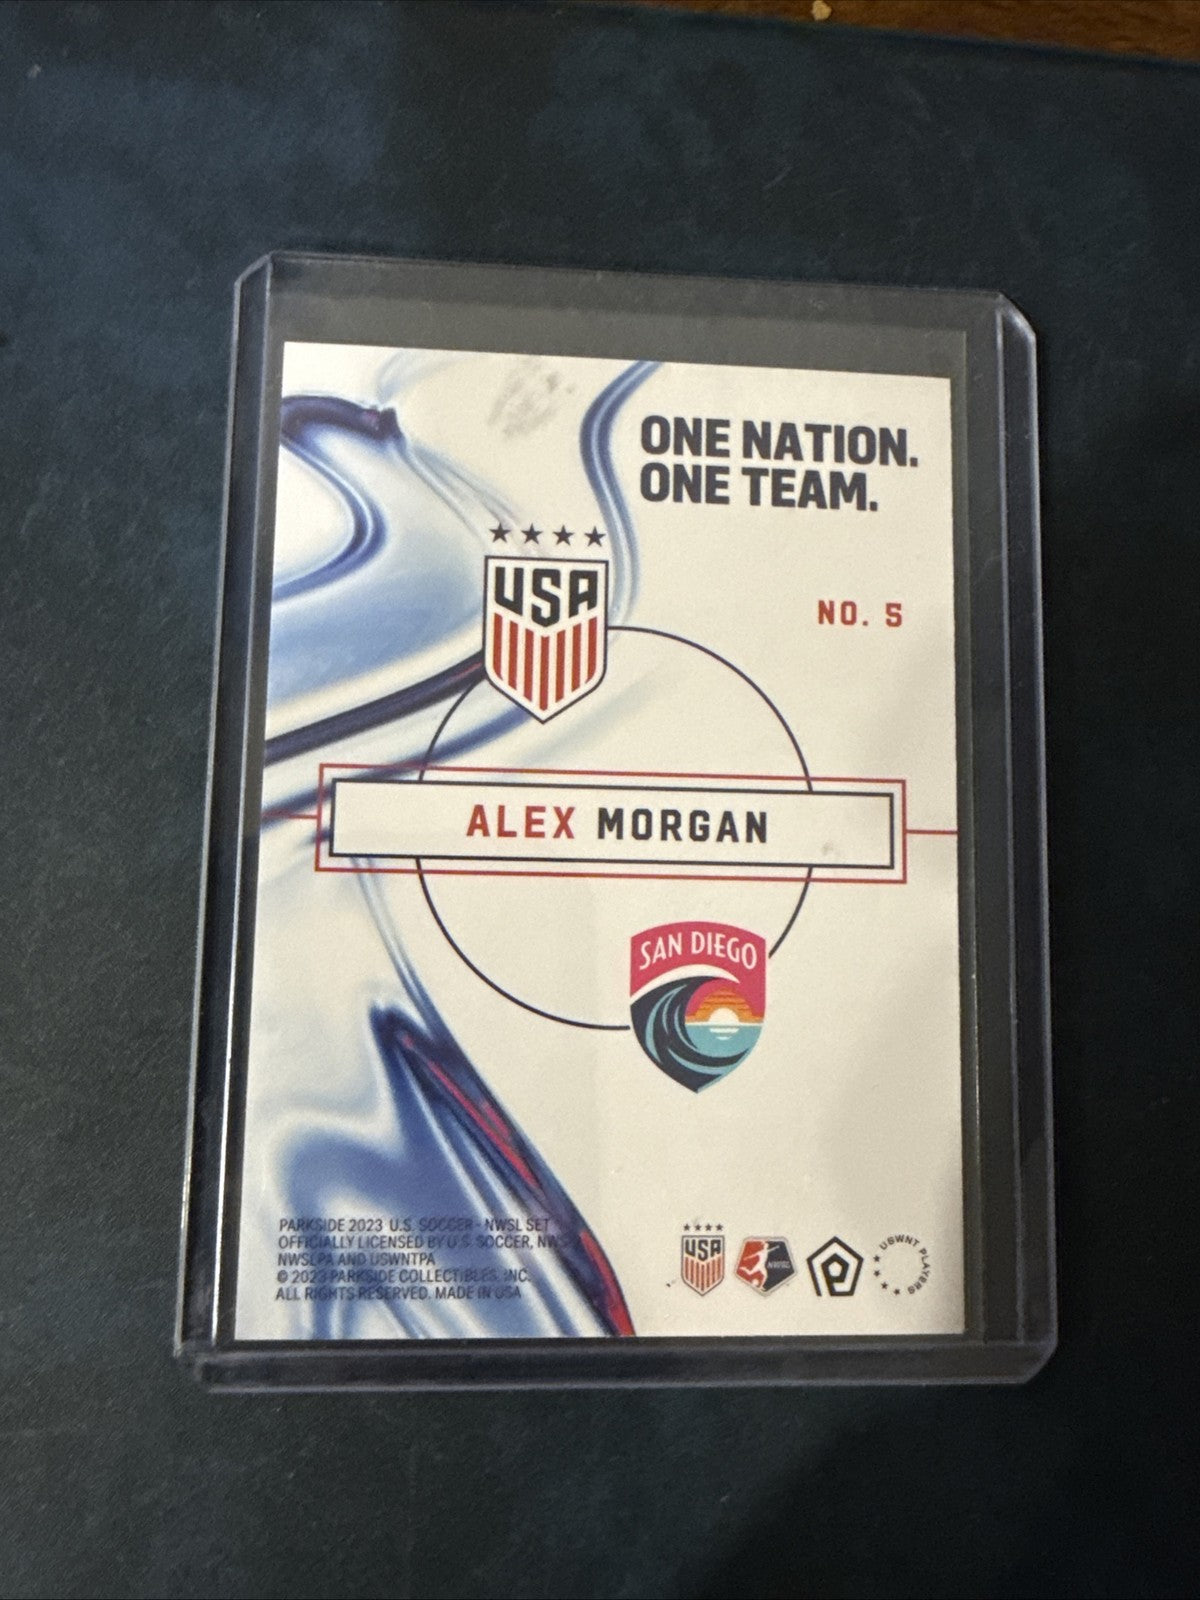 ONE NATION.
ONE TEAM.
USA
NO. 5
ALEX MORGAN
SAN DIEGO
PARKSIDE 2023 U.S. SOCCER - NWSL SET
OFFICIALLY LICENSED BY U.S. SOCCER,
NWSLPA AND USWNTPA
© 2023 PARKSIDE COLLECTIBLES, INC.
ALL RIGHTS RESERVED. MADE IN USA
USA
NWSL
USWNT PLAYERS